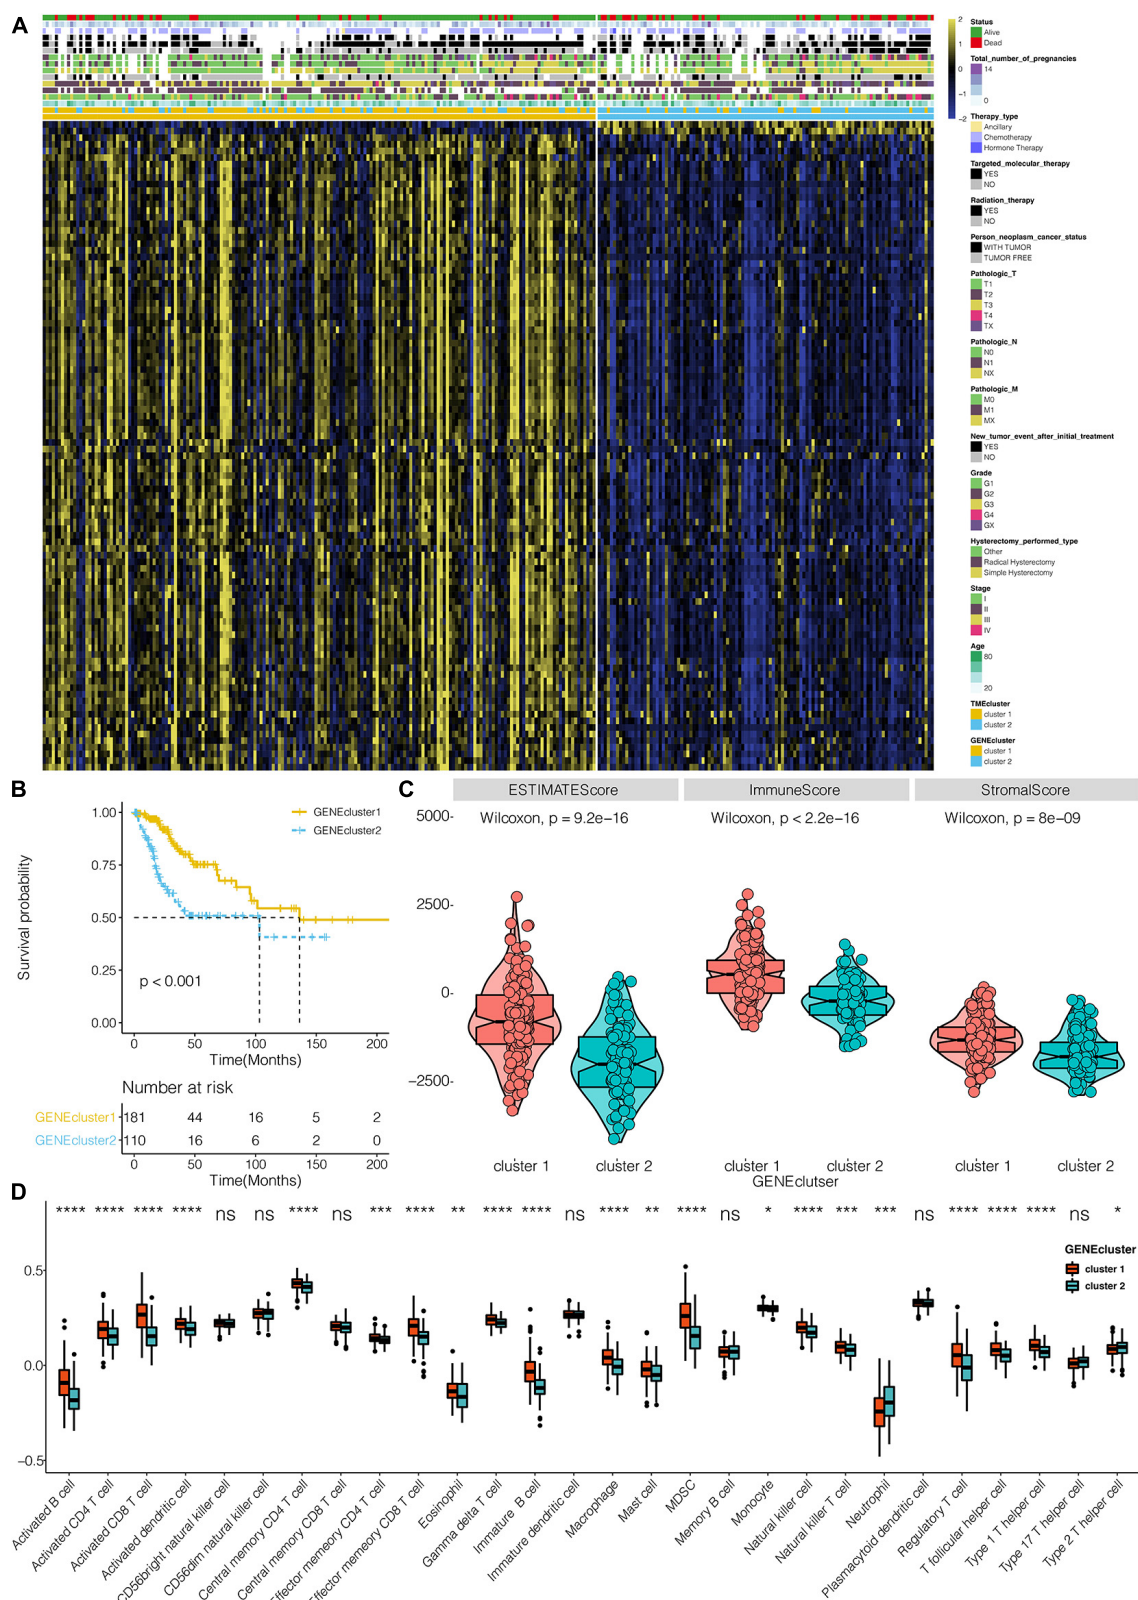 A
2
1
0
−1
−2
Status
Alive
Dead
Total_number_of_pregnancies
14
0
Therapy_type
Ancillary
Chemotherapy
Hormone Therapy
Targeted_molecular_therapy
YES
NO
Radiation_therapy
YES
NO
Person_neoplasm_cancer_status
WITH TUMOR
TUMOR FREE
Pathologic_T
T1
T2
T3
T4
TX
Pathologic_N
N0
N1
NX
Pathologic_M
M0
M1
MX
New_tumor_event_after_initial_treatment
YES
NO
Grade
G1
G2
G3
G4
GX
Hysterectomy_performed_type
Other
Radical Hysterectomy
Simple Hysterectomy
Stage
I
II
III
IV
Age
80
20
TMEcluster
cluster 1
cluster 2
GENEcluster
cluster 1
cluster 2
B
GENEcluster1
GENEcluster2
1.00
0.75
0.50
0.25
0.00
Survival probability
p < 0.001
0 50 100 150 200
Time(Months)
Number at risk
GENEcluster1 181 44 16 5 2
GENEcluster2 110 16 6 2 0
0 50 100 150 200
Time(Months)
C
ESTIMATEScore ImmuneScore StromalScore
Wilcoxon, p = 9.2e−16 Wilcoxon, p < 2.2e−16 Wilcoxon, p = 8e−09
5000
2500
0
−2500
cluster 1 cluster 2 cluster 1 cluster 2 cluster 1 cluster 2
GENEclutser
D
**** **** **** **** ns ns **** ns *** **** ** **** **** ns **** ** **** ns * **** *** *** ns **** **** **** ns *
GENEcluster
cluster 1
cluster 2
0.5
0.0
−0.5
Activated B cell
Activated CD4 T cell
Activated CD8 T cell
Activated dendritic cell
CD56bright natural killer cell
CD56dim natural killer cell
Central memory CD4 T cell
Central memory CD8 T cell
Effector memeory CD4 T cell
Effector memeory CD8 T cell
Eosinophil
Gamma delta T cell
Immature B cell
Immature dendritic cell
Macrophage
Mast cell
MDSC
Memory B cell
Monocyte
Natural killer cell
Natural killer T cell
Neutrophil
Plasmacytoid dendritic cell
Regulatory T cell
T follicular helper cell
Type 1 T helper cell
Type 17 T helper cell
Type 2 T helper cell